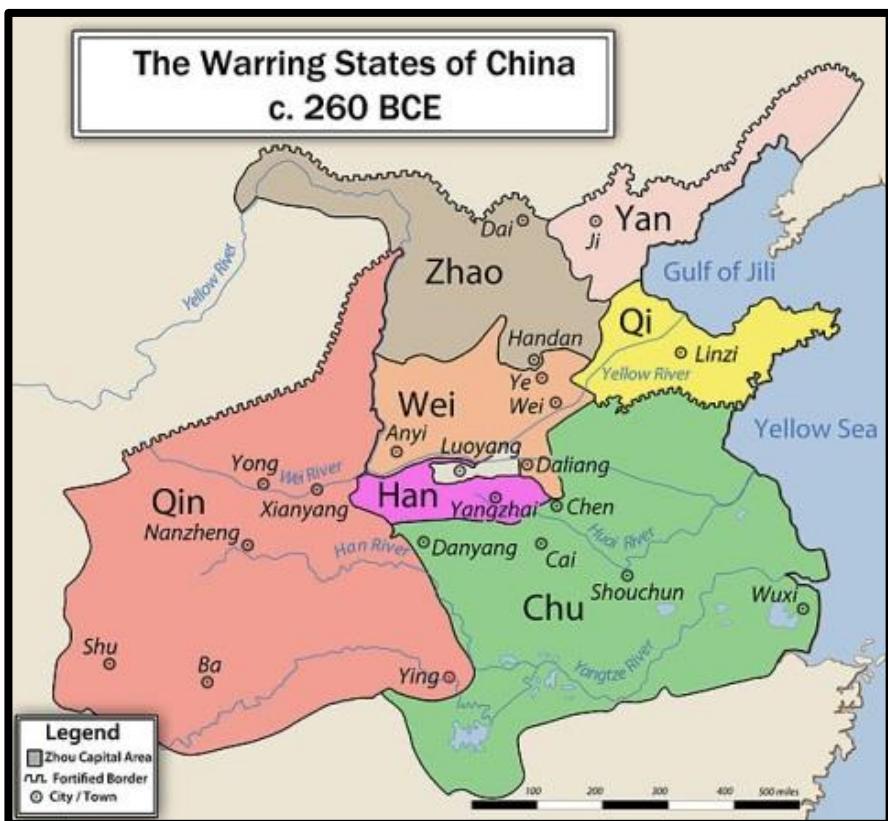 The Warring States of China
c. 260 BCE
Yan
Dai
Ji
Zhao
Gulf of Jili
Yellow River
Qi
Handan
Linzi
Ye
Yellow River
Wei
Wei
Yellow Sea
Anyi
Luoyang
Yong
Wei River
Daliang
Qin
Xianyang
Han
Yangzhai
Chen
Nanzheng
Han River
Danyang
Huai River
Cai
Shouchun
Chu
Wuxi
Shu
Ba
Ying
Yangtze River
Legend
Zhou Capital Area
Fortified Border
City / Town
100
200
300
400
500 miles